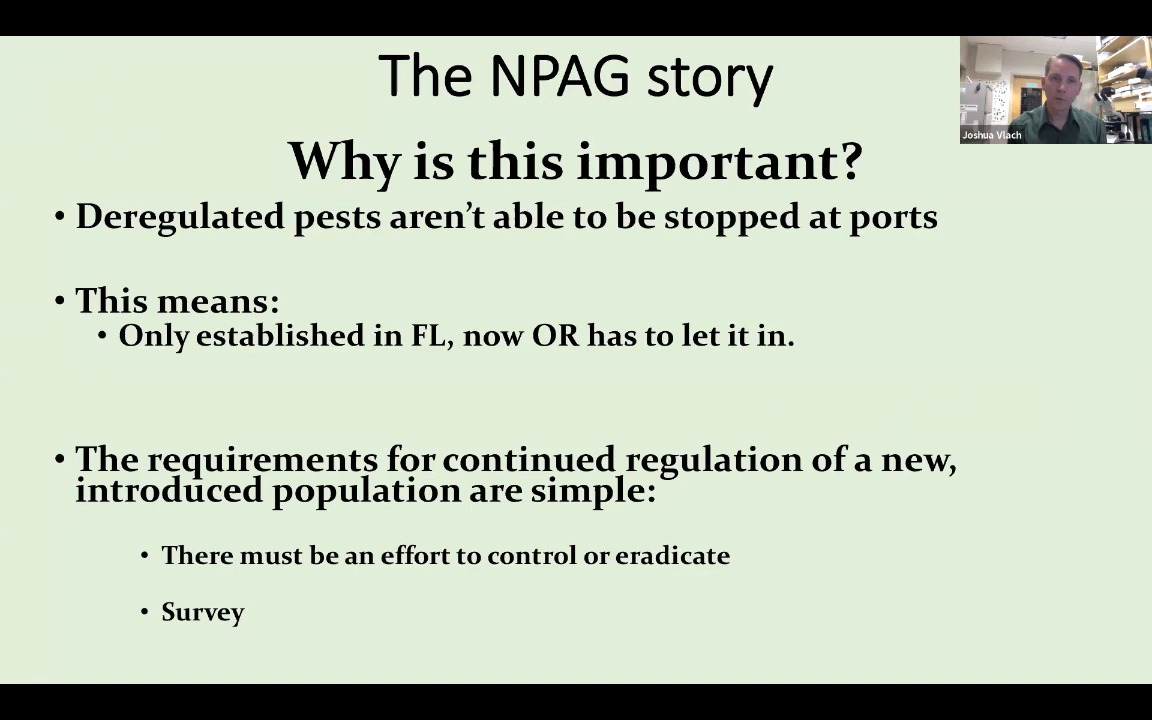 The NPAG story
Joshua Vlach
Why is this important?
• Deregulated pests aren’t able to be stopped at ports
• This means:
• Only established in FL, now OR has to let it in.
• The requirements for continued regulation of a new,
introduced population are simple:
• There must be an effort to control or eradicate
• Survey